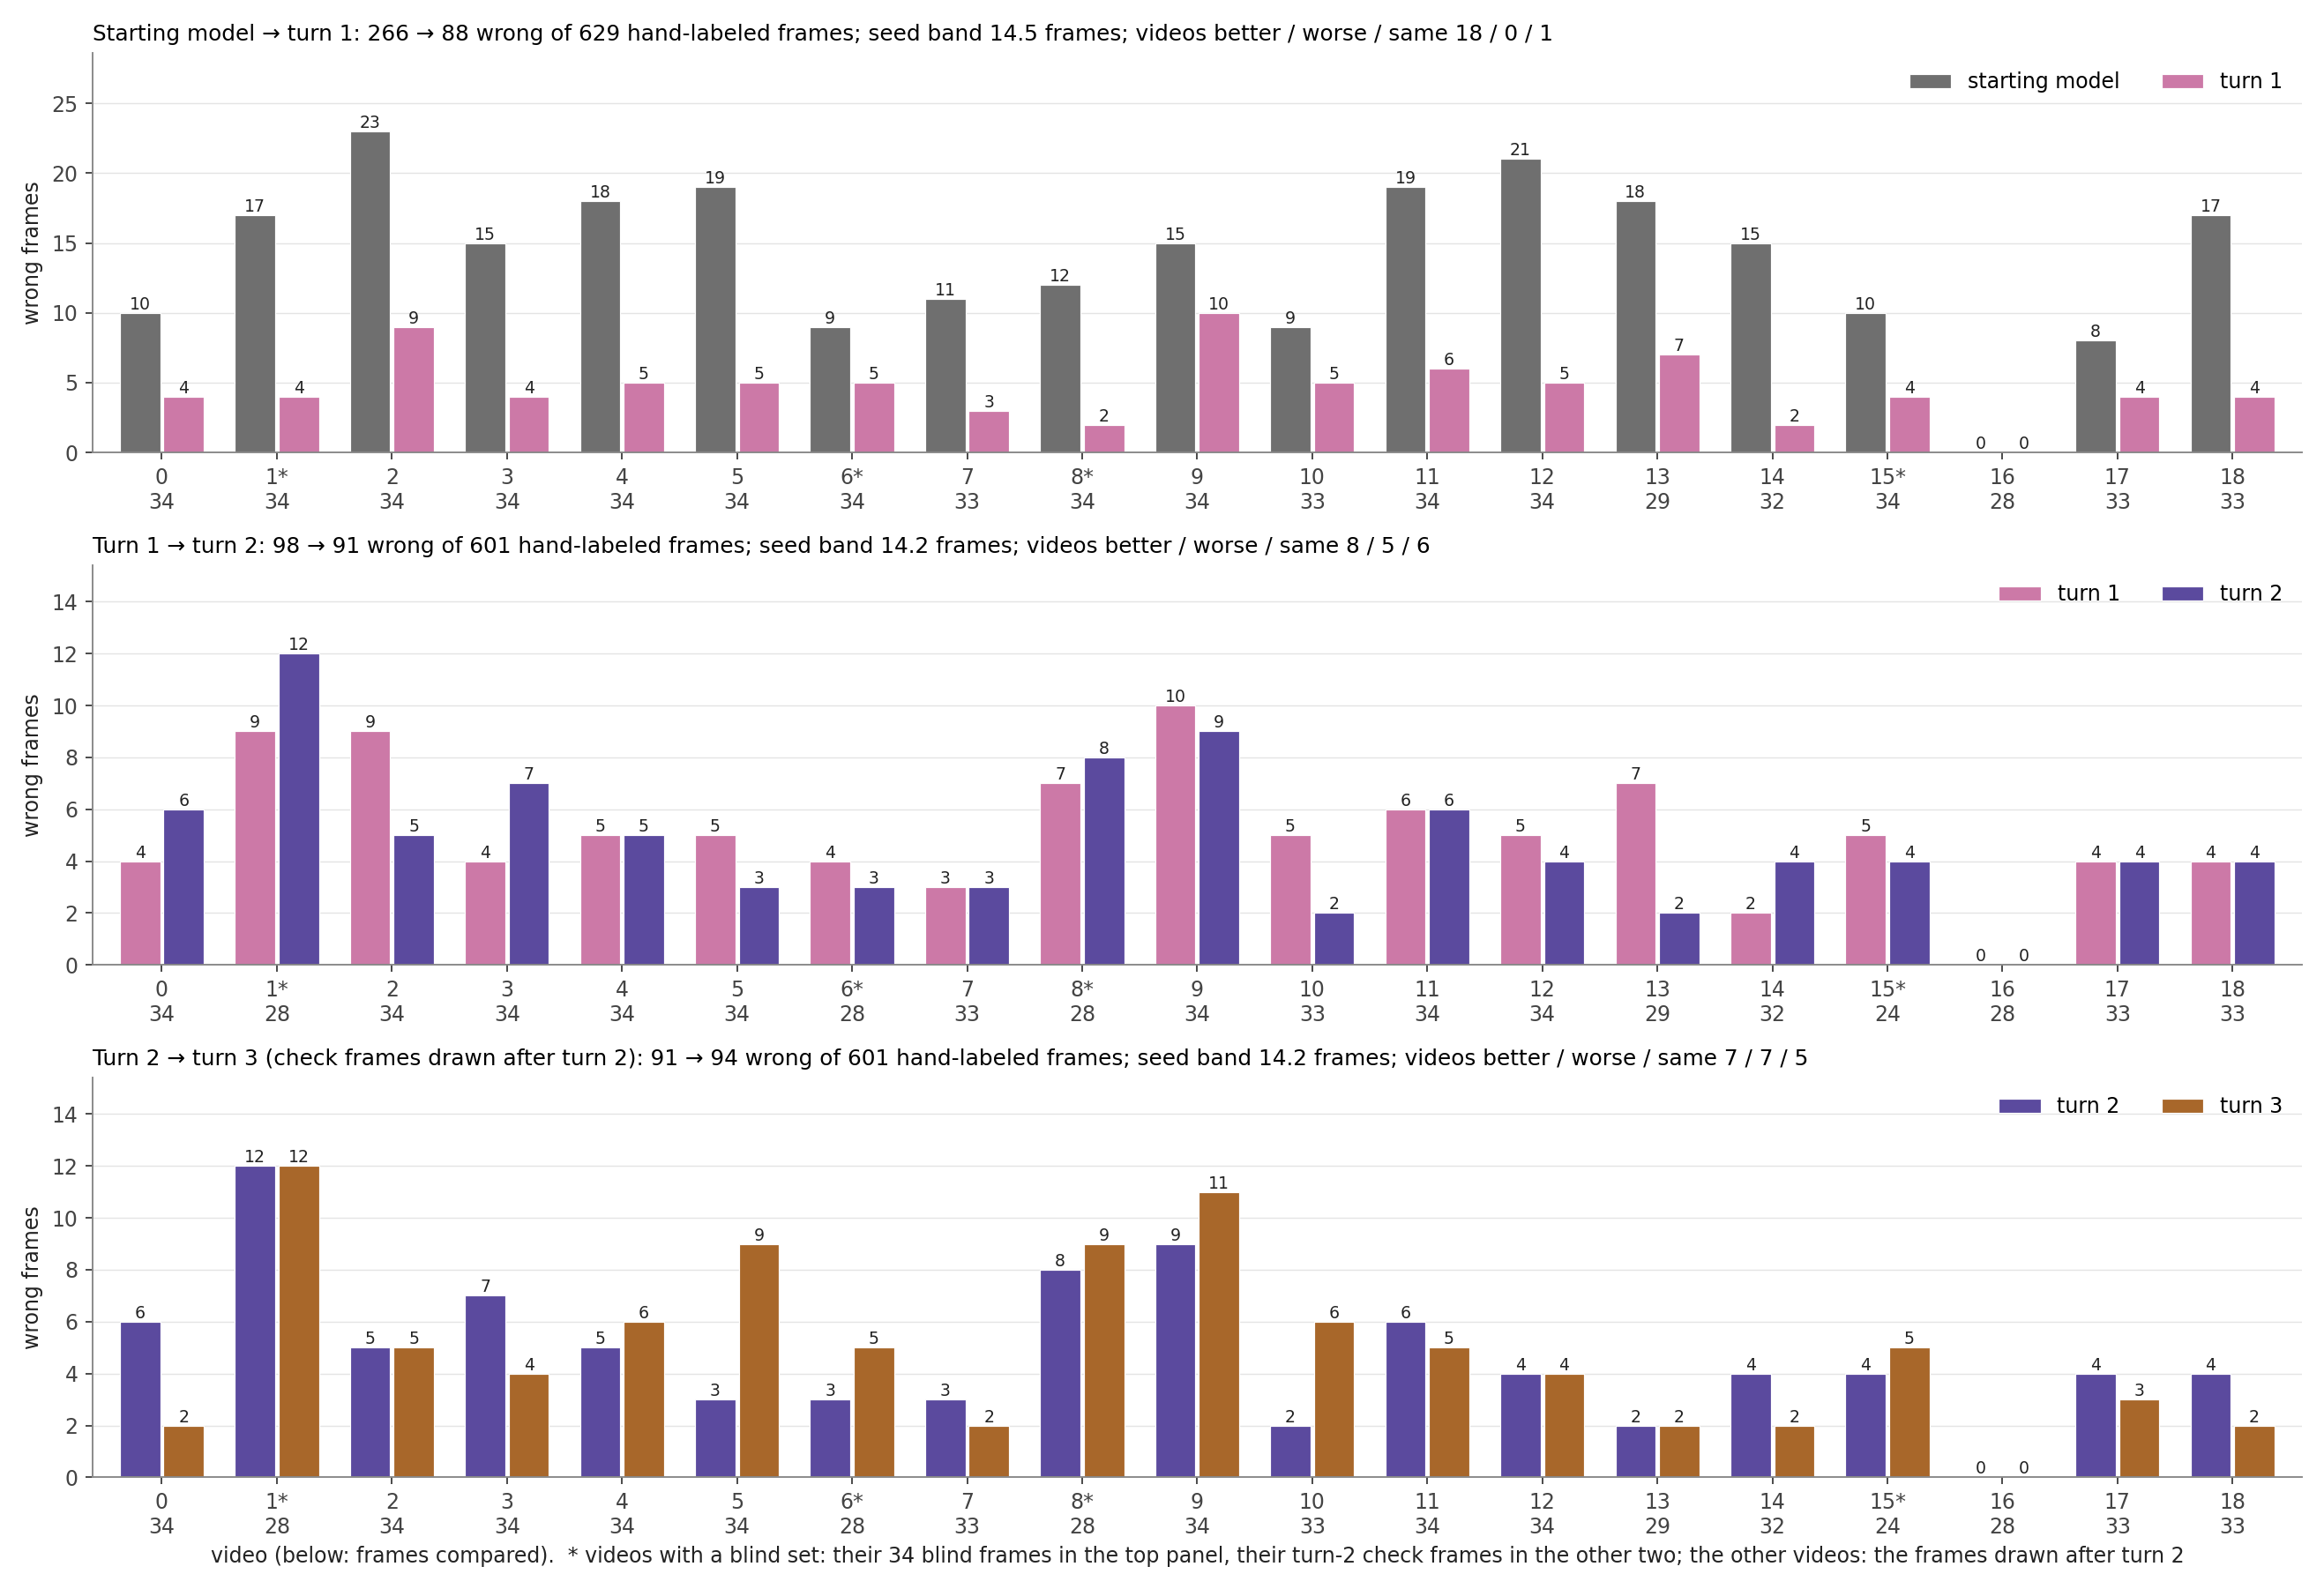 Starting model → turn 1: 266 → 88 wrong of 629 hand-labeled frames; seed band 14.5 frames; videos better / worse / same 18 / 0 / 1
starting model turn 1
wrong frames
25
20
15
10
5
0
10 4 17 4 23 9 15 4 18 5 19 5 9 5 11 3 12 2 15 10 9 5 19 6 21 5 18 7 15 2 10 4 0 0 8 4 17 4
0 1* 2 3 4 5 6* 7 8* 9 10 11 12 13 14 15* 16 17 18
34 34 34 34 34 34 34 33 34 34 33 34 34 29 32 34 28 33 33
Turn 1 → turn 2: 98 → 91 wrong of 601 hand-labeled frames; seed band 14.2 frames; videos better / worse / same 8 / 5 / 6
turn 1 turn 2
wrong frames
14
12
10
8
6
4
2
0
4 6 9 12 9 5 4 7 5 5 5 3 4 3 3 3 7 8 10 9 5 2 6 6 5 4 7 2 2 4 5 4 0 0 4 4 4 4
0 1* 2 3 4 5 6* 7 8* 9 10 11 12 13 14 15* 16 17 18
34 28 34 34 34 34 28 33 28 34 33 34 34 29 32 24 28 33 33
Turn 2 → turn 3 (check frames drawn after turn 2): 91 → 94 wrong of 601 hand-labeled frames; seed band 14.2 frames; videos better / worse / same 7 / 7 / 5
turn 2 turn 3
wrong frames
14
12
10
8
6
4
2
0
6 2 12 12 5 5 7 4 5 6 3 9 3 5 3 2 8 9 9 11 2 6 6 5 4 4 2 2 4 2 4 5 0 0 4 3 4 2
0 1* 2 3 4 5 6* 7 8* 9 10 11 12 13 14 15* 16 17 18
34 28 34 34 34 34 28 33 28 34 33 34 34 29 32 24 28 33 33
video (below: frames compared). * videos with a blind set: their 34 blind frames in the top panel, their turn-2 check frames in the other two; the other videos: the frames drawn after turn 2